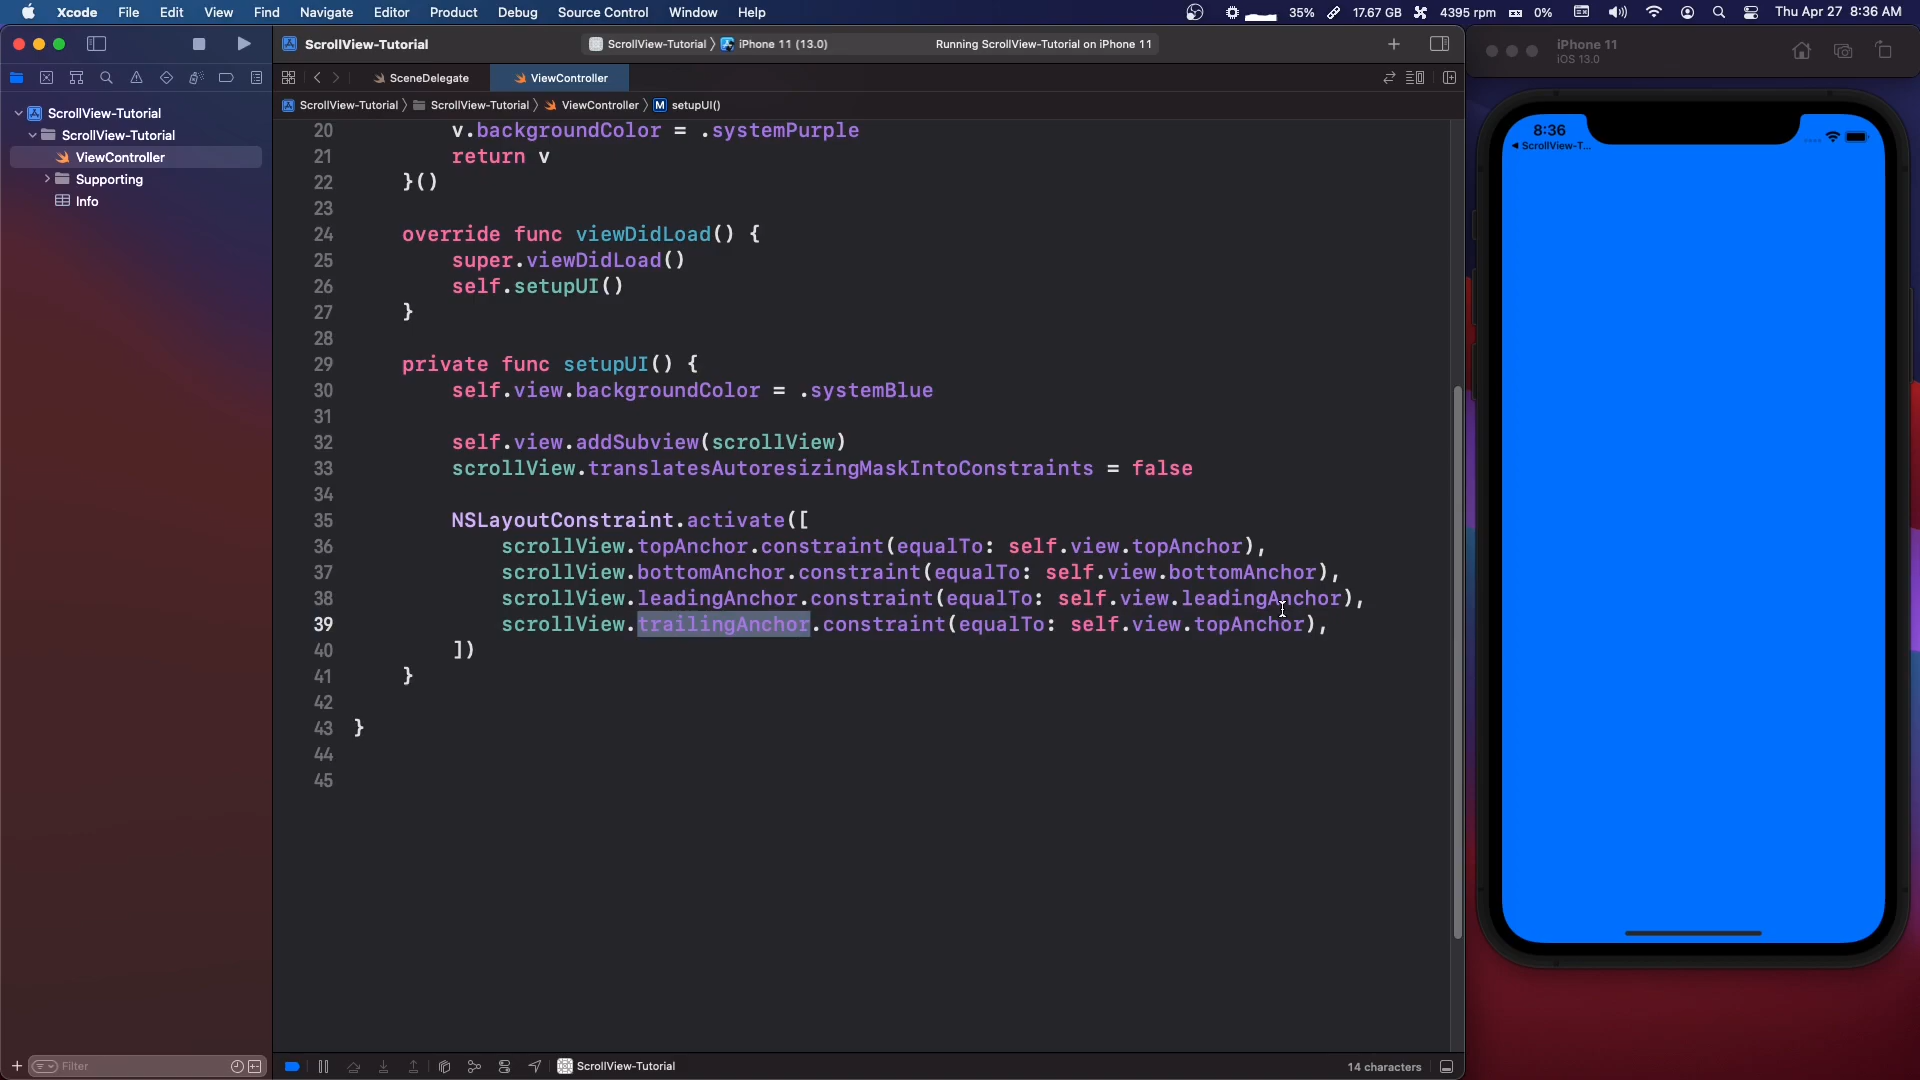 Xcode File Edit View Find Navigate Editor Product Debug Source Control Window Help 35% 17.67 GB 4395 rpm 0% Thu Apr 27 8:36 AM
ScrollView-Tutorial ScrollView-Tutorial iPhone 11 (13.0) Running ScrollView-Tutorial on iPhone 11
iPhone 11
iOS 13.0
SceneDelegate ViewController
ScrollView-Tutorial ScrollView-Tutorial ViewController M setupUI()
ScrollView-Tutorial
ScrollView-Tutorial
ViewController
Supporting
Info
20 v.backgroundColor = .systemPurple
21 return v
22 }()
23
24 override func viewDidLoad() {
25 super.viewDidLoad()
26 self.setupUI()
27 }
28
29 private func setupUI() {
30 self.view.backgroundColor = .systemBlue
31
32 self.view.addSubview(scrollView)
33 scrollView.translatesAutoresizingMaskIntoConstraints = false
34
35 NSLayoutConstraint.activate([
36 scrollView.topAnchor.constraint(equalTo: self.view.topAnchor),
37 scrollView.bottomAnchor.constraint(equalTo: self.view.bottomAnchor),
38 scrollView.leadingAnchor.constraint(equalTo: self.view.leadingAnchor),
39 scrollView.trailingAnchor.constraint(equalTo: self.view.topAnchor),
40 ])
41 }
42
43 }
44
45
8:36
ScrollView-T...
Filter
ScrollView-Tutorial
14 characters